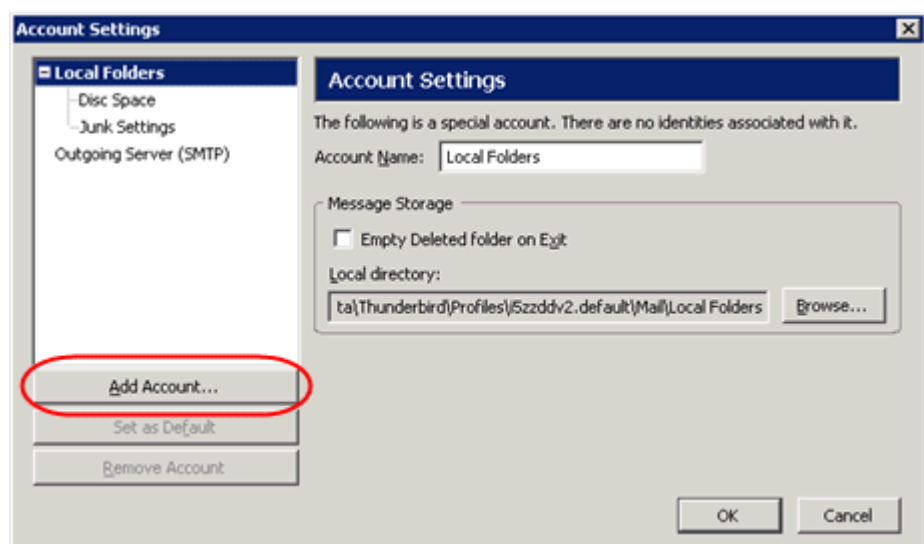 Account Settings
Local Folders
Disc Space
Junk Settings
Outgoing Server (SMTP)
Add Account...
Set as Default
Remove Account
Account Settings
The following is a special account. There are no identities associated with it.
Account Name: Local Folders
Message Storage
Empty Deleted folder on Exit
Local directory:
ta\Thunderbird\Profiles\i5zzddv2.default\Mail\Local Folders Browse...
OK Cancel